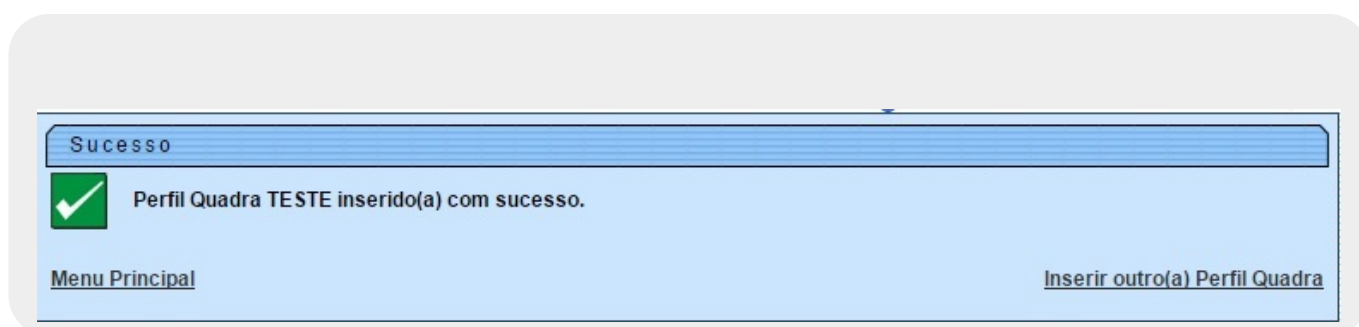 Sucesso
Perfil Quadra TESTE inserido(a) com sucesso.
Menu Principal
Inserir outro(a) Perfil Quadra